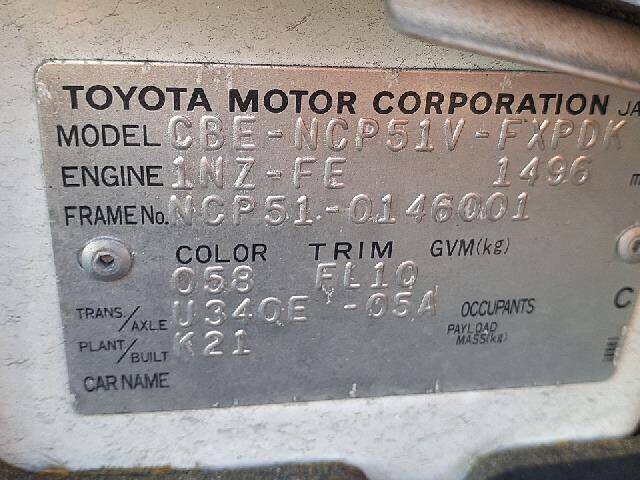 TOYOTA MOTOR CORPORATION JA
MODEL CBE-NCP51V-FXPDK
ENGINE 1NZ-FE 1496 m
FRAME No. NCP51-0146001
COLOR TRIM GVM(kg)
058 FL10
TRANS./AXLE U340E -05A OCCUPANTS C
PLANT/BUILT K21 PAYLOAD MASS(kg)
CAR NAME